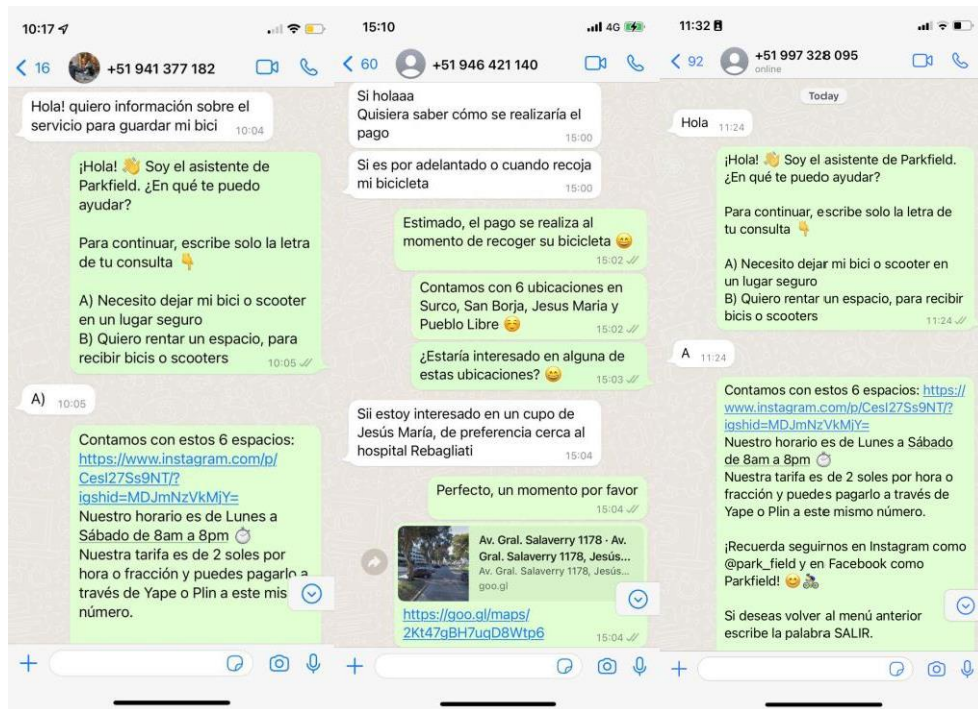 10:17
16
+51 941 377 182
Hola! quiero información sobre el
servicio para guardar mi bici 10:04
¡Hola! 👋 Soy el asistente de
Parkfield. ¿En qué te puedo
ayudar?
Para continuar, escribe solo la letra
de tu consulta 👇
A) Necesito dejar mi bici o scooter
en un lugar seguro
B) Quiero rentar un espacio, para
recibir bicis o scooters 10:05
A) 10:05
Contamos con estos 6 espacios:
https://www.instagram.com/p/
CesI27Ss9NT/?
igshid=MDJmNzVkMjY=
Nuestro horario es de Lunes a
Sábado de 8am a 8pm ⏱
Nuestra tarifa es de 2 soles por
hora o fracción y puedes pagarlo a
través de Yape o Plin a este mis
número.
15:10 4G
60
+51 946 421 140
Si holaaa
Quisiera saber cómo se realizaría el
pago 15:00
Si es por adelantado o cuando recoja
mi bicicleta 15:00
Estimado, el pago se realiza al
momento de recoger su bicicleta 😄
15:02
Contamos con 6 ubicaciones en
Surco, San Borja, Jesus Maria y
Pueblo Libre ☺️ 15:02
¿Estaría interesado en alguna de
estas ubicaciones? 😄 15:03
Sii estoy interesado en un cupo de
Jesús María, de preferencia cerca al
hospital Rebagliati 15:04
Perfecto, un momento por favor
15:04
Av. Gral. Salaverry 1178 · Av.
Gral. Salaverry 1178, Jesús...
Av. Gral. Salaverry 1178, Jesús...
goo.gl
https://goo.gl/maps/
2Kt47gBH7uqD8Wtp6 15:04
11:32
92
+51 997 328 095
online
Today
Hola 11:24
¡Hola! 👋 Soy el asistente de Parkfield.
¿En qué te puedo ayudar?
Para continuar, escribe solo la letra de
tu consulta 👇
A) Necesito dejar mi bici o scooter en
un lugar seguro
B) Quiero rentar un espacio, para recibir
bicis o scooters 11:24
A 11:24
Contamos con estos 6 espacios: https://
www.instagram.com/p/CesI27Ss9NT/?
igshid=MDJmNzVkMjY=
Nuestro horario es de Lunes a Sábado
de 8am a 8pm ⏱
Nuestra tarifa es de 2 soles por hora o
fracción y puedes pagarlo a través de
Yape o Plin a este mismo número.
¡Recuerda seguirnos en Instagram como
@park_field y en Facebook como
Parkfield! 😊🚴
Si deseas volver al menú anterior
escribe la palabra SALIR.